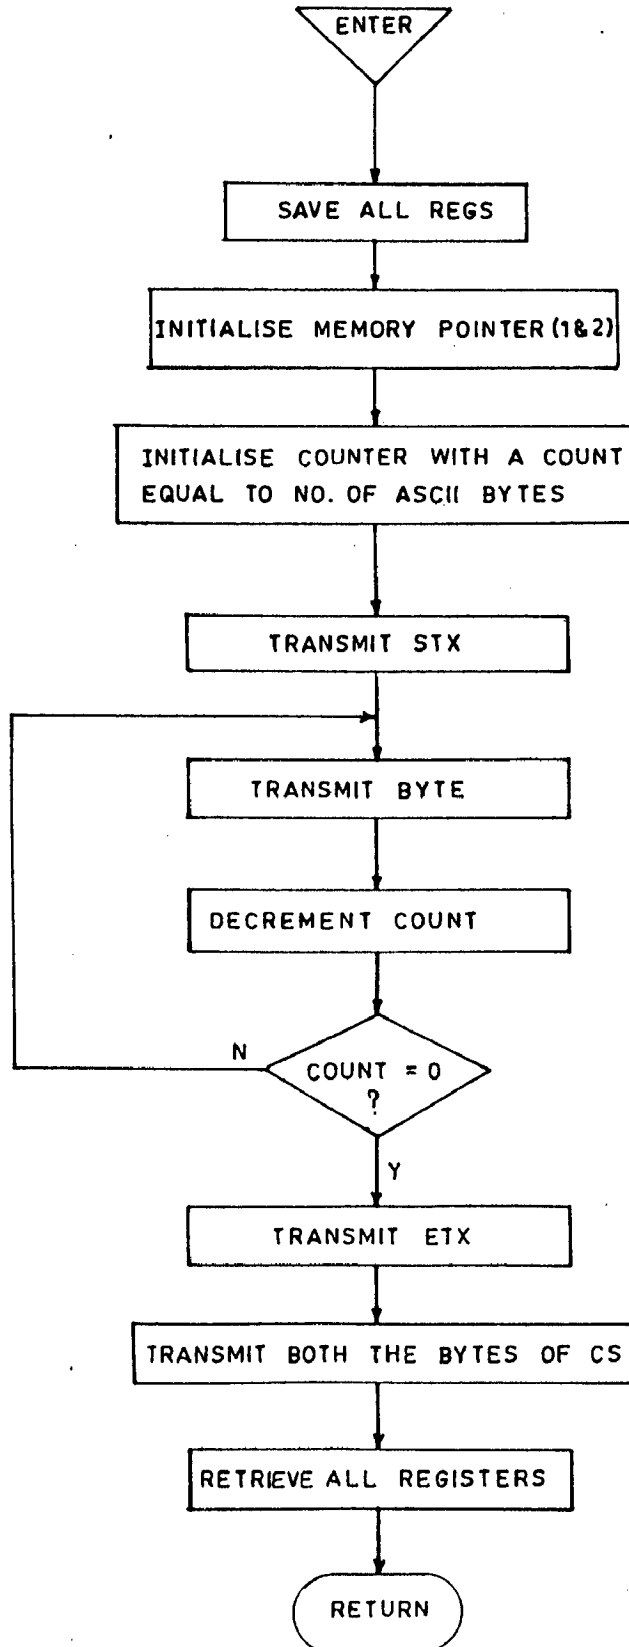 ENTER
SAVE ALL REGS
INITIALISE MEMORY POINTER (1&2)
INITIALISE COUNTER WITH A COUNT
EQUAL TO NO. OF ASCII BYTES
TRANSMIT STX
TRANSMIT BYTE
DECREMENT COUNT
N
COUNT = 0
?
Y
TRANSMIT ETX
TRANSMIT BOTH THE BYTES OF CS
RETRIEVE ALL REGISTERS
RETURN